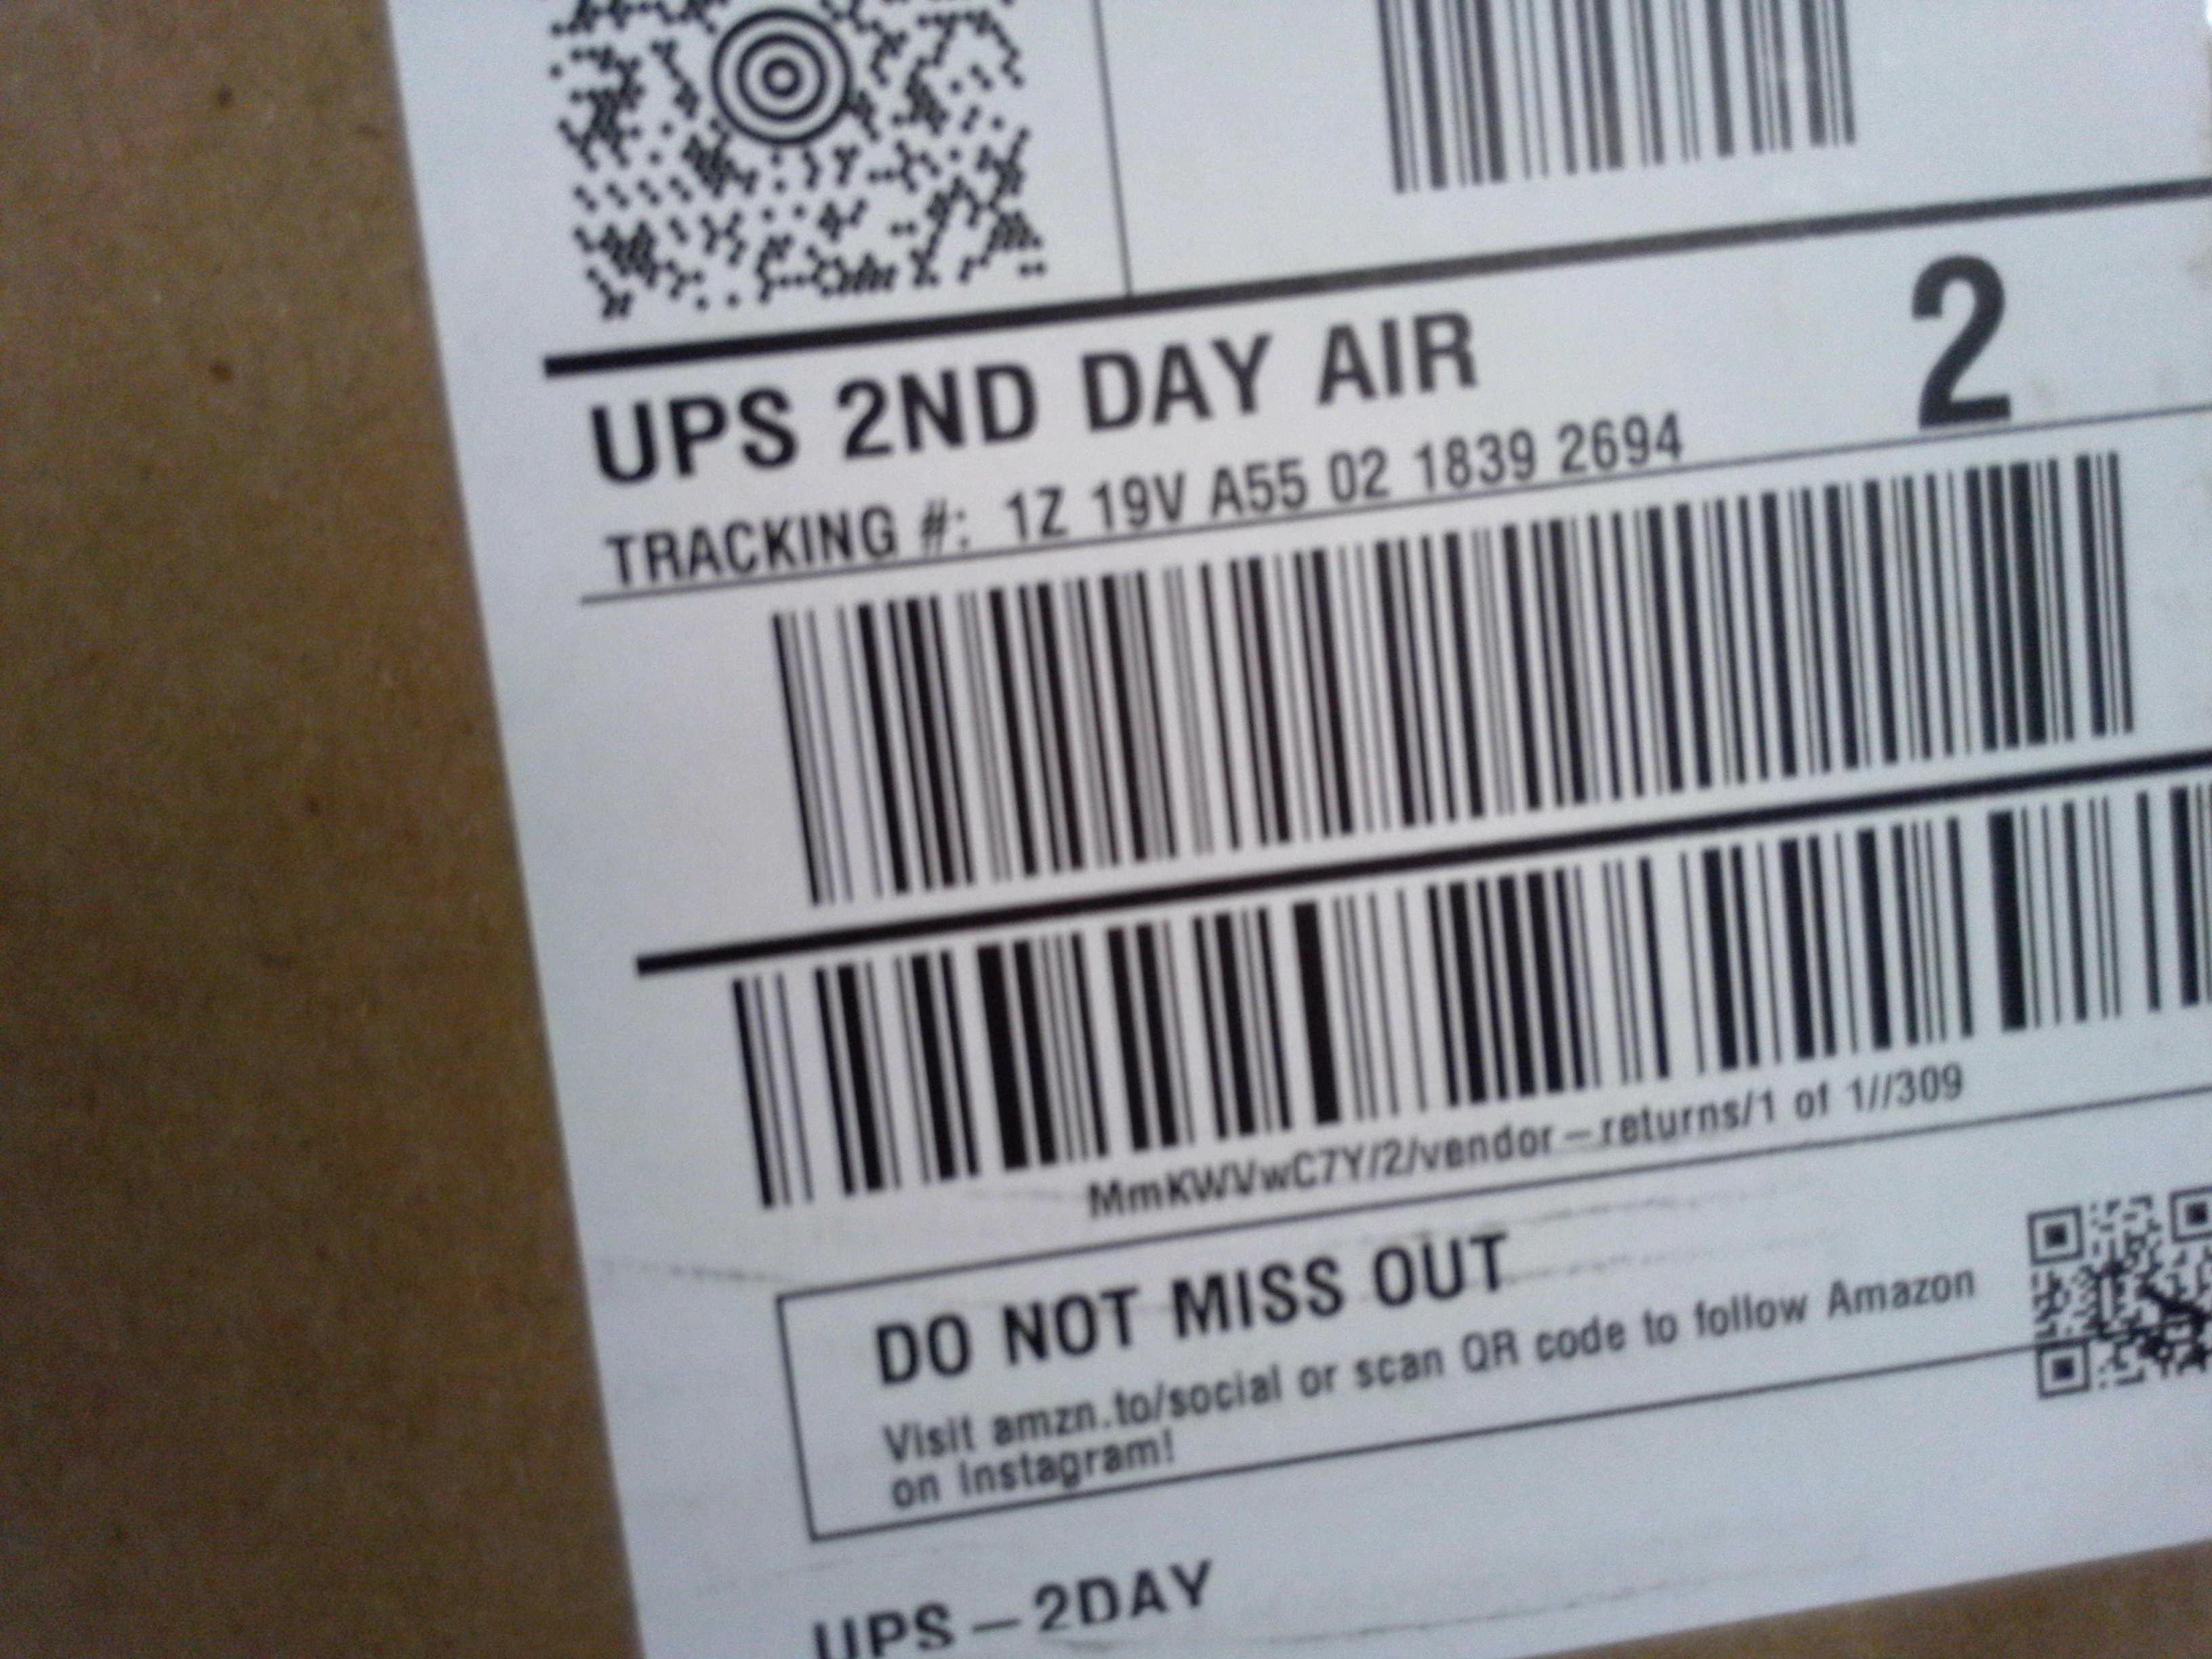 UPS 2ND DAY AIR
2
TRACKING #: 1Z 19V A55 02 1839 2694
MmKWVwC7Y/2/vendor-returns/1 of 1//309
DO NOT MISS OUT
Visit amzn.to/social or scan QR code to follow Amazon
on Instagram!
UPS-2DAY